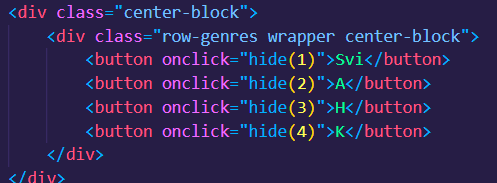 <div class="center-block">
<div class="row-genres wrapper center-block">
<button onclick="hide(1)">Svi</button>
<button onclick="hide(2)">A</button>
<button onclick="hide(3)">H</button>
<button onclick="hide(4)">K</button>
</div>
</div>